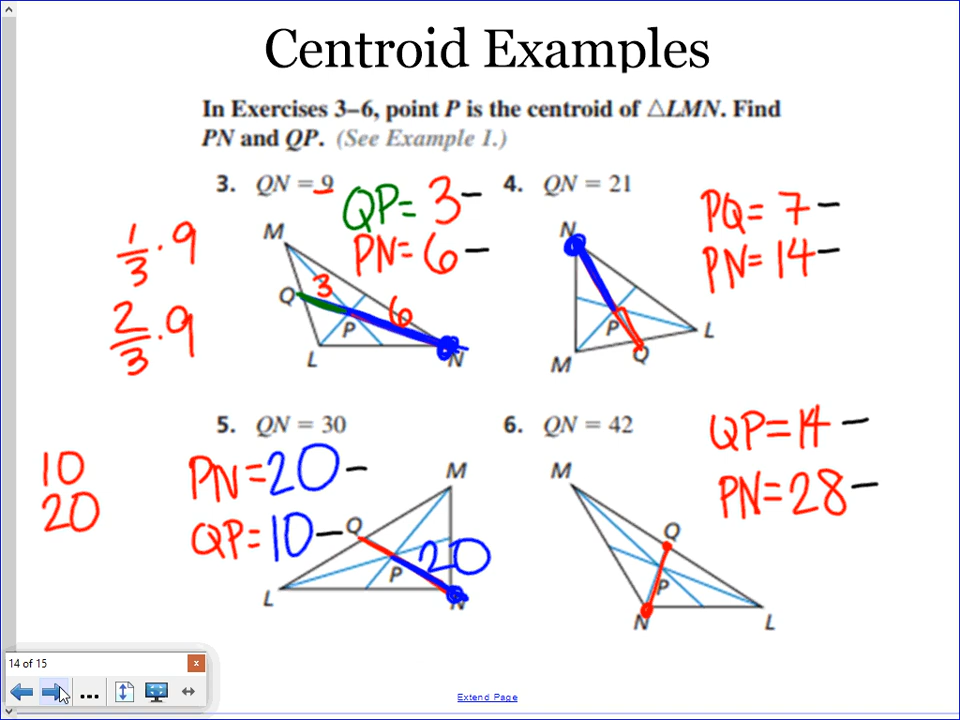 Centroid Examples
In Exercises 3–6, point P is the centroid of △LMN. Find
PN and QP. (See Example 1.)
3. QN = 9
QP = 3 –
PN = 6 –
1/3 · 9
2/3 · 9
M
Q
3
6
P
L
N
4. QN = 21
PQ = 7 –
PN = 14 –
N
P
L
M
Q
5. QN = 30
PN = 20 –
QP = 10 –
10
20
M
Q
20
P
L
N
6. QN = 42
QP = 14 –
PN = 28 –
M
Q
P
N
L
14 of 15
x
...
Extend Page